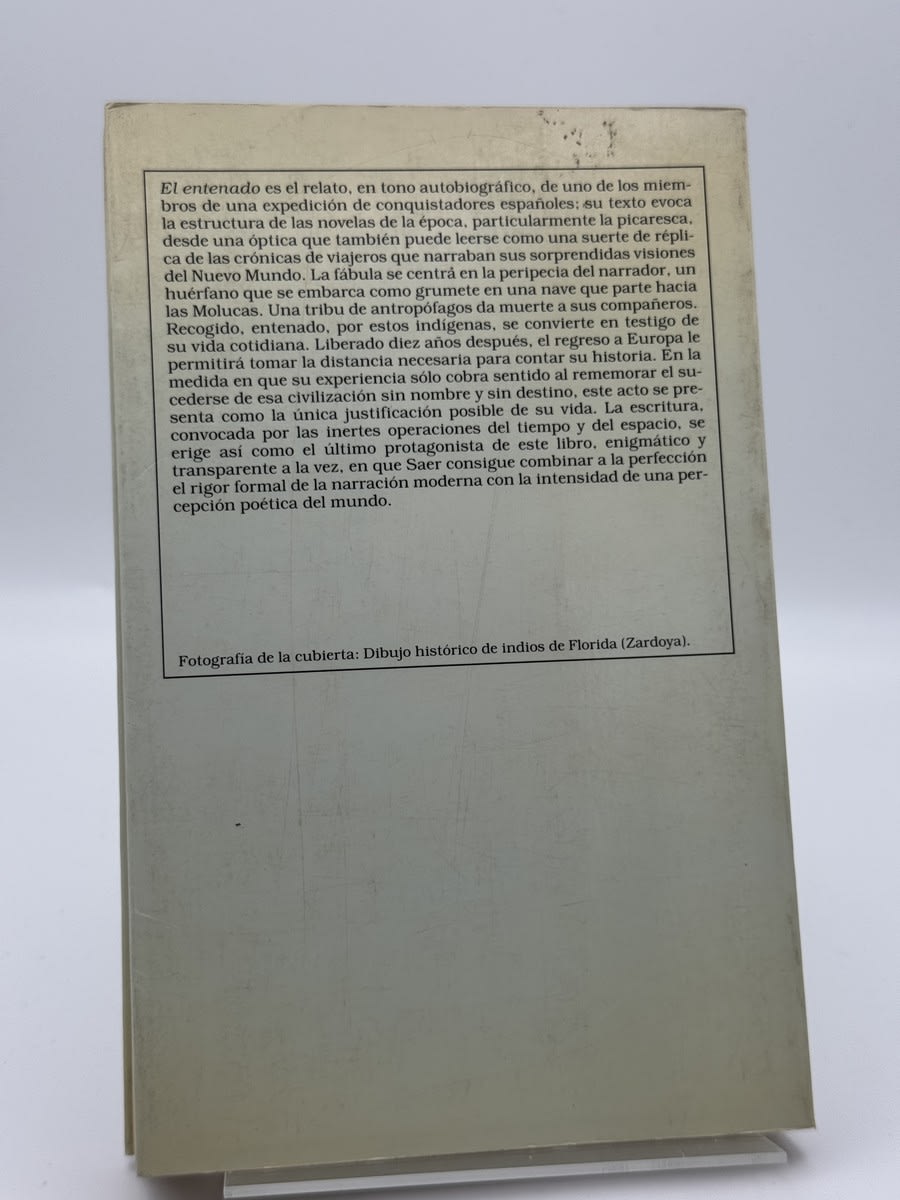 El entenado es el relato, en tono autobiográfico, de uno de los miem-
bros de una expedición de conquistadores españoles; su texto evoca
la estructura de las novelas de la época, particularmente la picaresca,
desde una óptica que también puede leerse como una suerte de répli-
ca de las crónicas de viajeros que narraban sus sorprendidas visiones
del Nuevo Mundo. La fábula se centra en la peripecia del narrador, un
huérfano que se embarca como grumete en una nave que parte hacia
las Molucas. Una tribu de antropófagos da muerte a sus compañeros.
Recogido, entenado, por estos indígenas, se convierte en testigo de
su vida cotidiana. Liberado diez años después, el regreso a Europa le
permitirá tomar la distancia necesaria para contar su historia. En la
medida en que su experiencia sólo cobra sentido al rememorar el su-
cederse de esa civilización sin nombre y sin destino, este acto se pre-
senta como la única justificación posible de su vida. La escritura,
convocada por las inertes operaciones del tiempo y del espacio, se
erige así como el último protagonista de este libro, enigmático y
transparente a la vez, en que Saer consigue combinar a la perfección
el rigor formal de la narración moderna con la intensidad de una per-
cepción poética del mundo.
Fotografía de la cubierta: Dibujo histórico de indios de Florida (Zardoya).